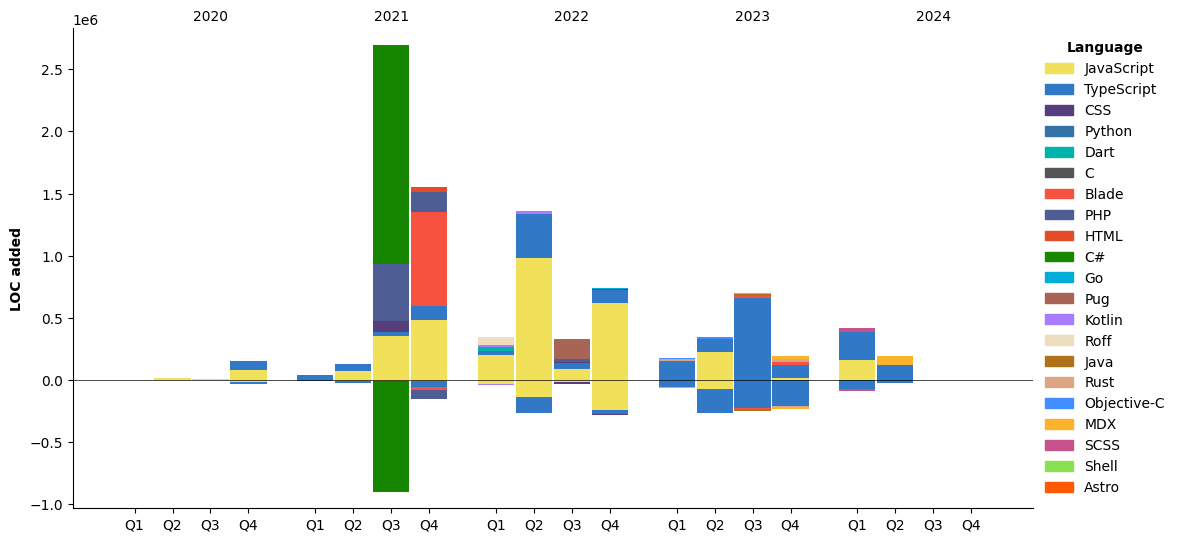 1e6
2020 2021 2022 2023 2024
LOC added
2.5
2.0
1.5
1.0
0.5
0.0
−0.5
−1.0
Q1 Q2 Q3 Q4 Q1 Q2 Q3 Q4 Q1 Q2 Q3 Q4 Q1 Q2 Q3 Q4 Q1 Q2 Q3 Q4
Language
JavaScript
TypeScript
CSS
Python
Dart
C
Blade
PHP
HTML
C#
Go
Pug
Kotlin
Roff
Java
Rust
Objective-C
MDX
SCSS
Shell
Astro